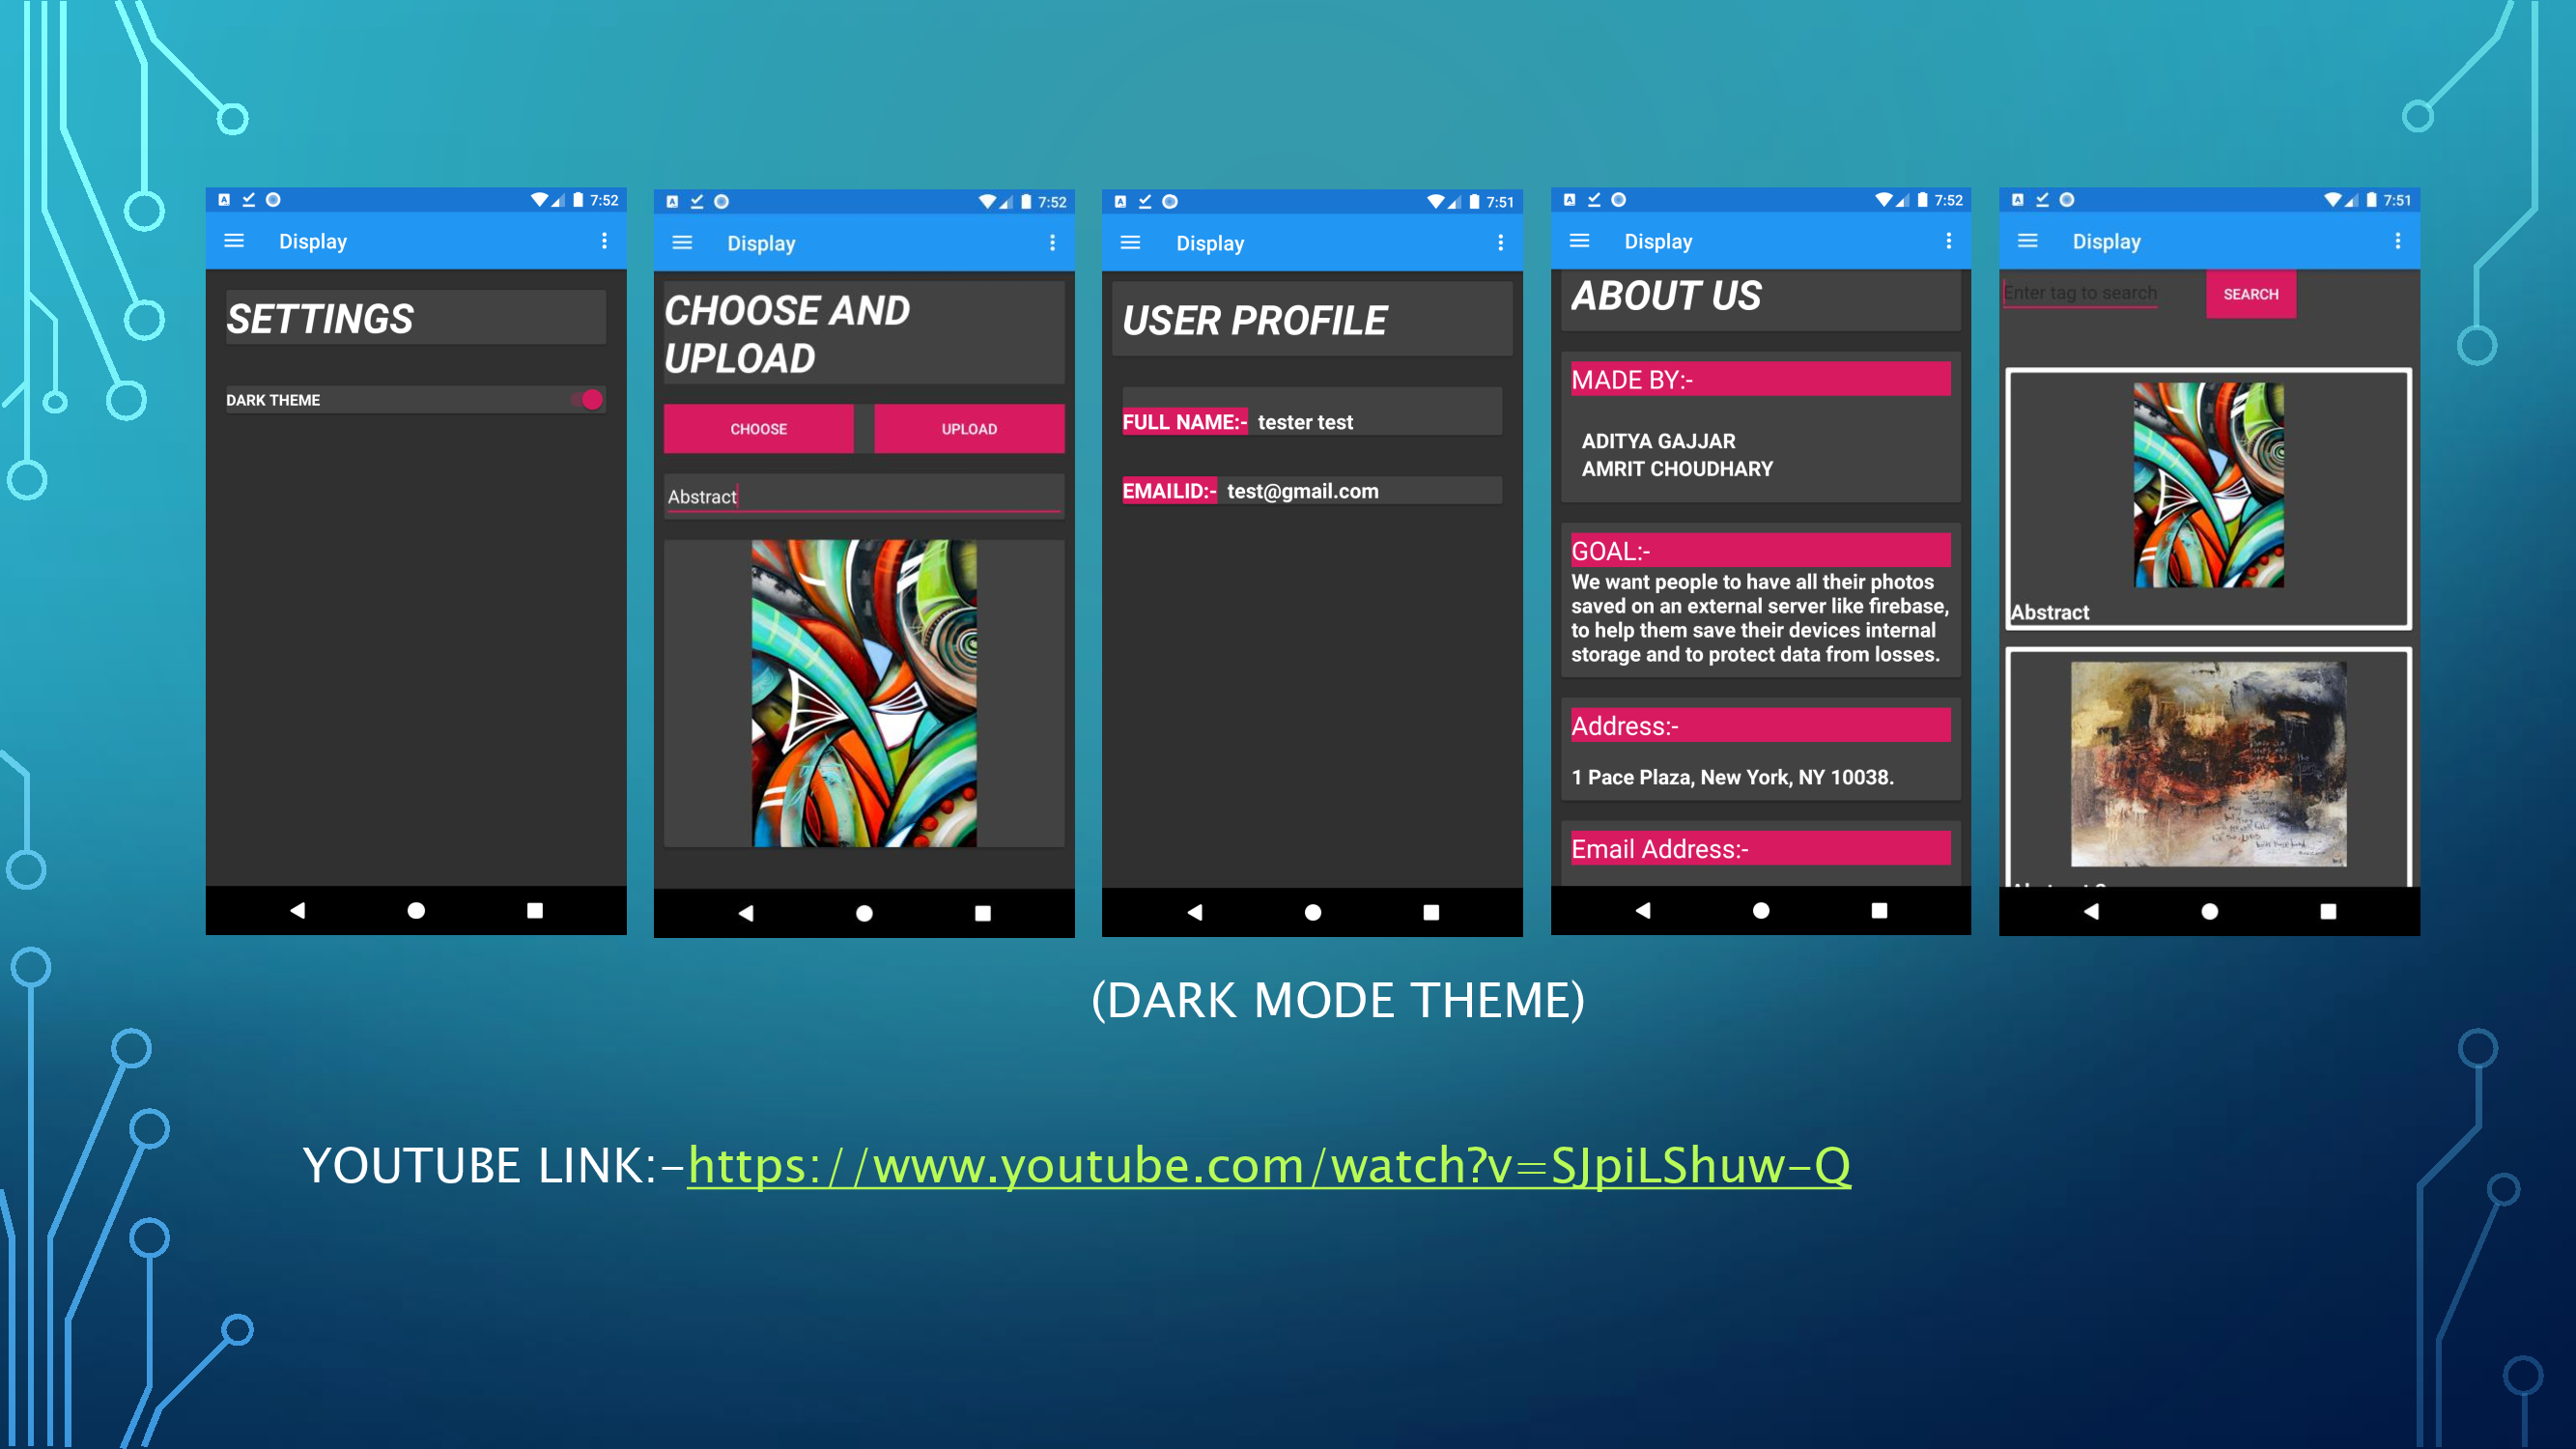 7:52
Display
SETTINGS
DARK THEME
7:52
Display
CHOOSE AND
UPLOAD
CHOOSE UPLOAD
Abstract
7:51
Display
USER PROFILE
FULL NAME:- tester test
EMAILID:- test@gmail.com
7:52
Display
ABOUT US
MADE BY:-
ADITYA GAJJAR
AMRIT CHOUDHARY
GOAL:-
We want people to have all their photos
saved on an external server like firebase,
to help them save their devices internal
storage and to protect data from losses.
Address:-
1 Pace Plaza, New York, NY 10038.
Email Address:-
7:51
Display
Enter tag to search SEARCH
Abstract
(DARK MODE THEME)
YOUTUBE LINK:-https://www.youtube.com/watch?v=SJpiLShuw-Q